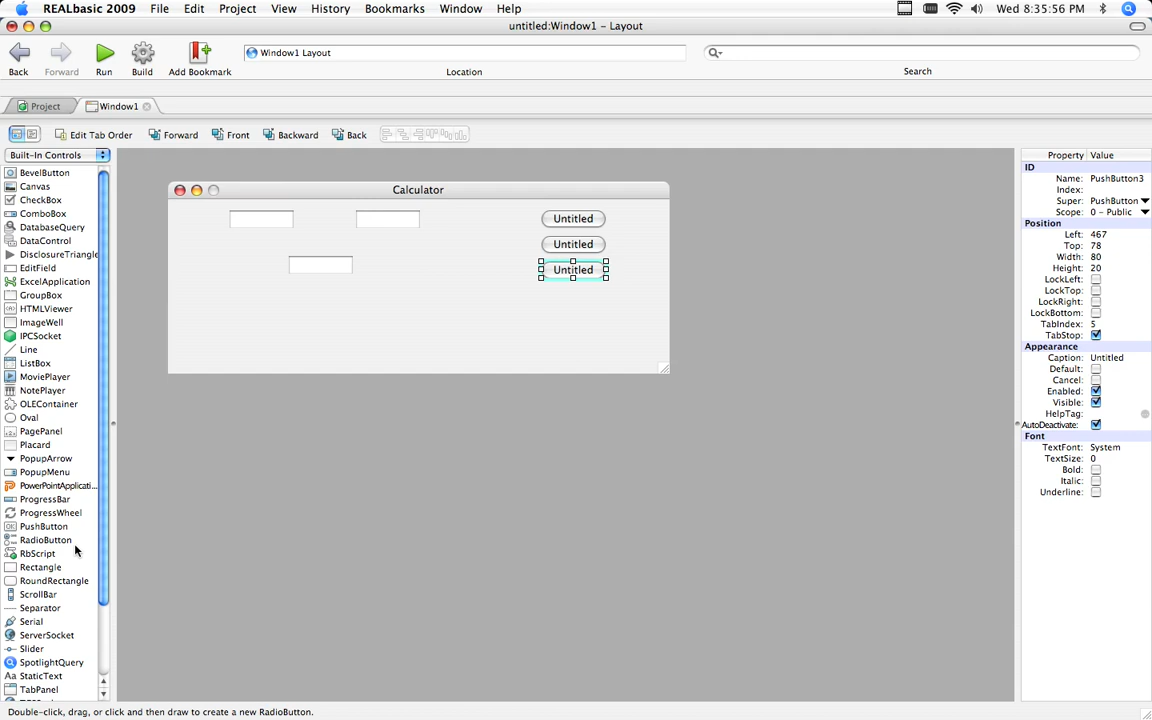 REALbasic 2009 File Edit Project View History Bookmarks Window Help Wed 8:35:56 PM
untitled:Window1 - Layout
Window1 Layout
Back Forward Run Build Add Bookmark Location Search
Project Window1
Edit Tab Order Forward Front Backward Back
Built-In Controls
BevelButton
Canvas
CheckBox
ComboBox
DatabaseQuery
DataControl
DisclosureTriangle
EditField
ExcelApplication
GroupBox
HTMLViewer
ImageWell
IPCSocket
Line
ListBox
MoviePlayer
NotePlayer
OLEContainer
Oval
PagePanel
Placard
PopupArrow
PopupMenu
PowerPointApplicati...
ProgressBar
ProgressWheel
PushButton
RadioButton
RbScript
Rectangle
RoundRectangle
ScrollBar
Separator
Serial
ServerSocket
Slider
SpotlightQuery
Aa StaticText
TabPanel
Calculator
Untitled
Untitled
Untitled
Property Value
ID
Name: PushButton3
Index:
Super: PushButton
Scope: 0 - Public
Position
Left: 467
Top: 78
Width: 80
Height: 20
LockLeft:
LockTop:
LockRight:
LockBottom:
TabIndex: 5
TabStop:
Appearance
Caption: Untitled
Default:
Cancel:
Enabled:
Visible:
HelpTag:
AutoDeactivate:
Font
TextFont: System
TextSize: 0
Bold:
Italic:
Underline:
Double-click, drag, or click and then draw to create a new RadioButton.